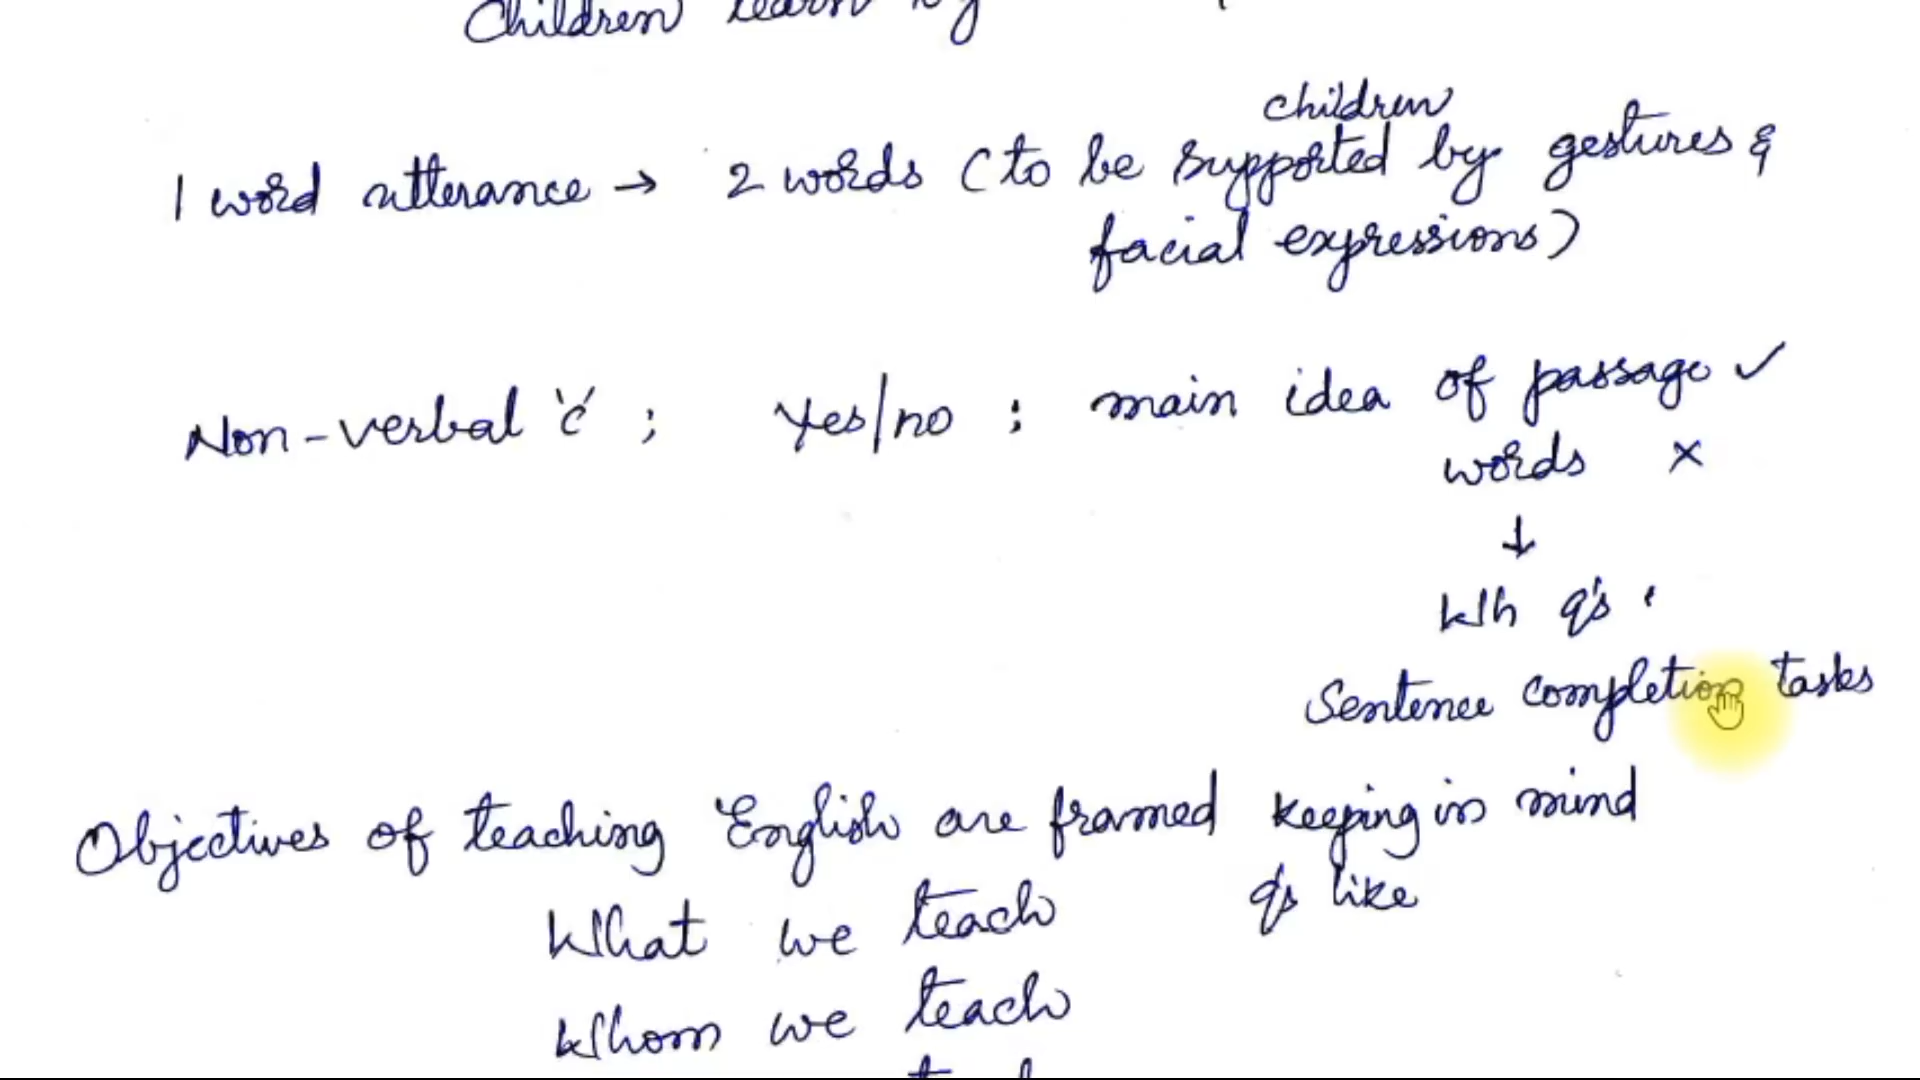 Children learn by
children
1 word utterance → 2 words (to be supported by gestures &
facial expressions)
Non-verbal 'c' ; Yes/no : main idea of passage ✓
words ×
↓
Wh q's
Sentence completion tasks
Objectives of teaching English are framed keeping in mind
q's like
What we teach
Whom we teach